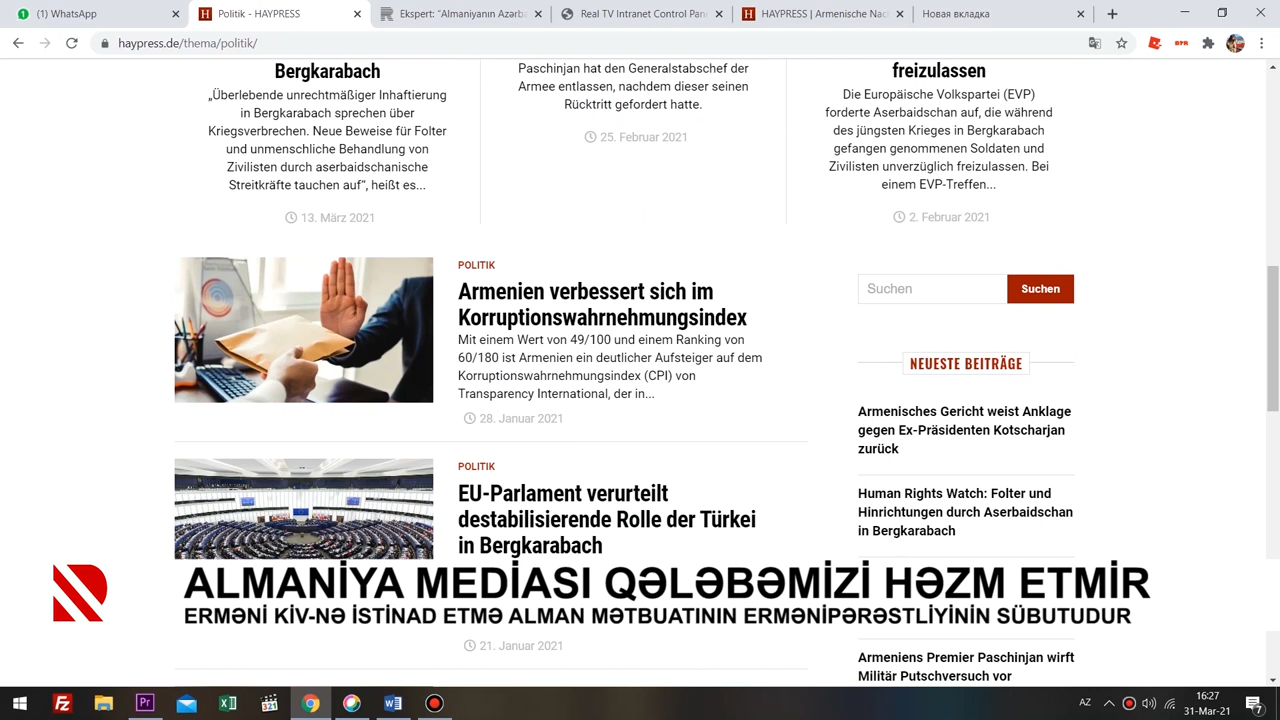 (1) WhatsApp
Politik - HAYPRESS
Ekspert: "Almaniyanın Azərba
Real TV Intranet Control Pan
HAYPRESS | Armenische Nac
Новая вкладка
haypress.de/thema/politik/
Bergkarabach
„Überlebende unrechtmäßiger Inhaftierung
in Bergkarabach sprechen über
Kriegsverbrechen. Neue Beweise für Folter
und unmenschliche Behandlung von
Zivilisten durch aserbaidschanische
Streitkräfte tauchen auf“, heißt es...
13. März 2021
Paschinjan hat den Generalstabschef der
Armee entlassen, nachdem dieser seinen
Rücktritt gefordert hatte.
25. Februar 2021
freizulassen
Die Europäische Volkspartei (EVP)
forderte Aserbaidschan auf, die während
des jüngsten Krieges in Bergkarabach
gefangen genommenen Soldaten und
Zivilisten unverzüglich freizulassen. Bei
einem EVP-Treffen...
2. Februar 2021
POLITIK
Armenien verbessert sich im
Korruptionswahrnehmungsindex
Mit einem Wert von 49/100 und einem Ranking von
60/180 ist Armenien ein deutlicher Aufsteiger auf dem
Korruptionswahrnehmungsindex (CPI) von
Transparency International, der in...
28. Januar 2021
POLITIK
EU-Parlament verurteilt
destabilisierende Rolle der Türkei
in Bergkarabach
21. Januar 2021
Suchen
Suchen
NEUESTE BEITRÄGE
Armenisches Gericht weist Anklage
gegen Ex-Präsidenten Kotscharjan
zurück
Human Rights Watch: Folter und
Hinrichtungen durch Aserbaidschan
in Bergkarabach
Armeniens Premier Paschinjan wirft
Militär Putschversuch vor
ALMANİYA MEDİASI QƏLƏBƏMİZİ HƏZM ETMİR
ERMƏNİ KİV-NƏ İSTİNAD ETMƏ ALMAN MƏTBUATININ ERMƏNİPƏRƏSTLİYİNİN SÜBUTUDUR
AZ
16:27
31-Mar-21
7